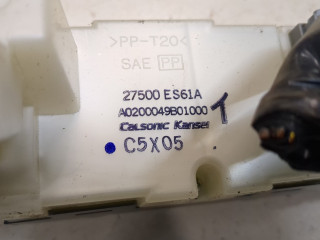 >PP-T20<
SAE PP
27500 ES61A
A0200049B01000 T
Calsonic Kansei
C5X05